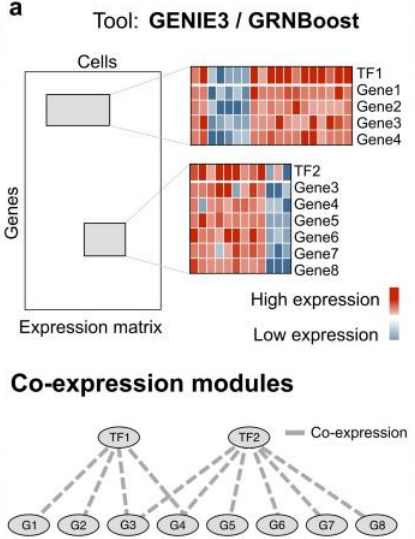 a
Tool: GENIE3 / GRNBoost
Cells
Genes
TF1
Gene1
Gene2
Gene3
Gene4
TF2
Gene3
Gene4
Gene5
Gene6
Gene7
Gene8
High expression
Low expression
Expression matrix
Co-expression modules
TF1 TF2 Co-expression
G1 G2 G3 G4 G5 G6 G7 G8